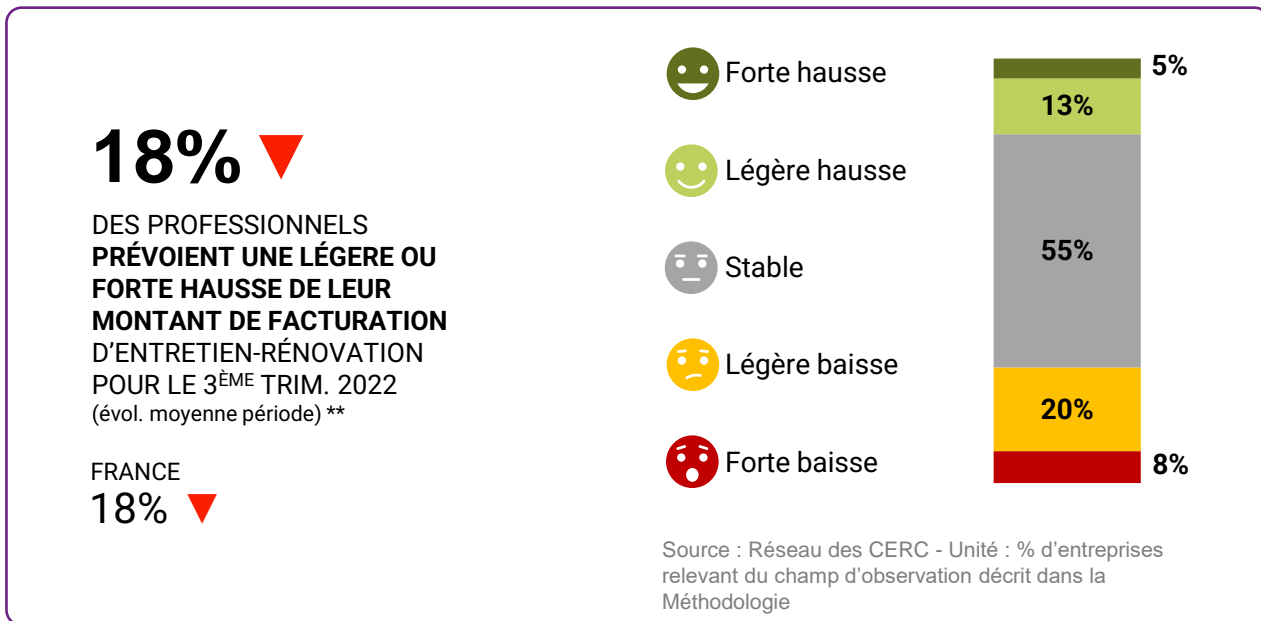 18%
DES PROFESSIONNELS
PRÉVOIENT UNE LÉGERE OU
FORTE HAUSSE DE LEUR
MONTANT DE FACTURATION
D'ENTRETIEN-RÉNOVATION
POUR LE 3ÈME TRIM. 2022
(évol. moyenne période) **
FRANCE
18%
Forte hausse
Légère hausse
Stable
Légère baisse
Forte baisse
5%
13%
55%
20%
8%
Source : Réseau des CERC - Unité : % d'entreprises
relevant du champ d'observation décrit dans la
Méthodologie